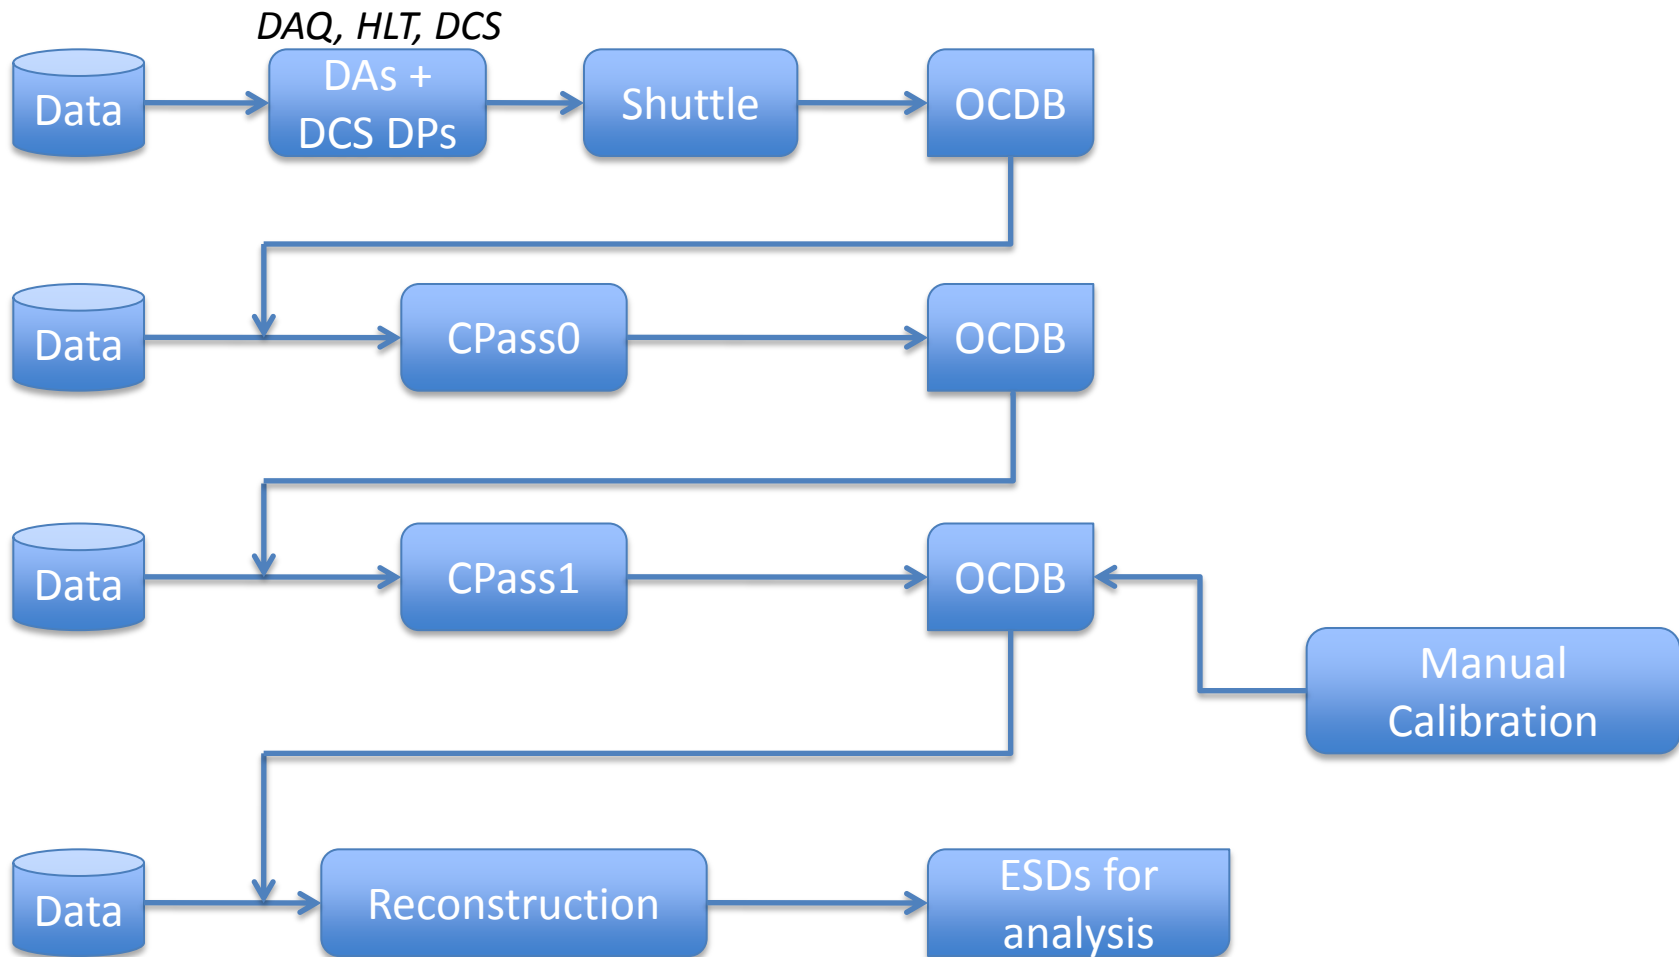 DAQ, HLT, DCS
Data
DAs +
DCS DPs
Shuttle
OCDB
Data
CPass0
OCDB
Data
CPass1
OCDB
Manual
Calibration
Data
Reconstruction
ESDs for
analysis